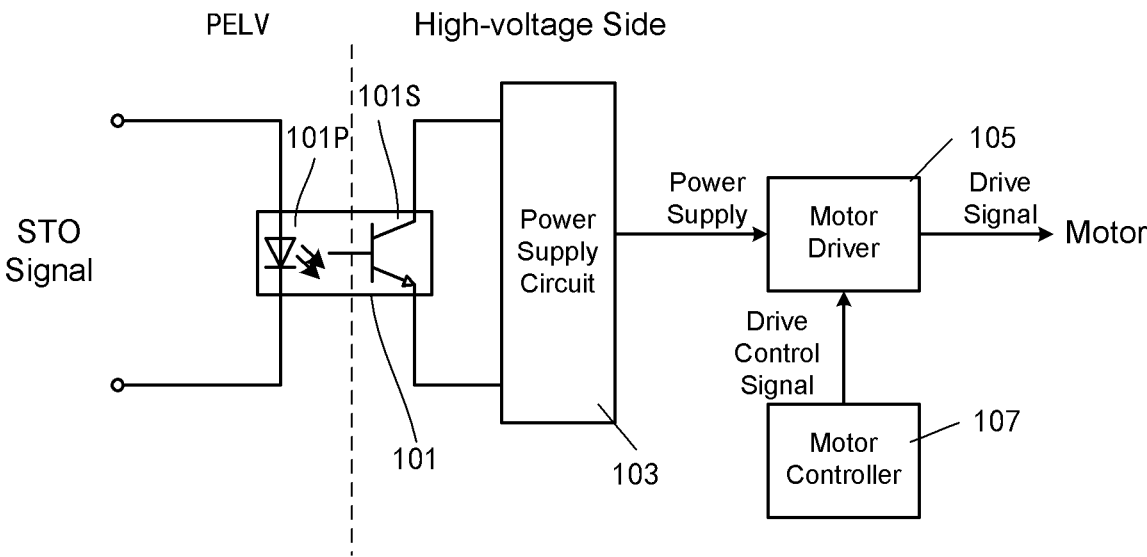 PELV
High-voltage Side
101S
101P
105
Power
Supply
Drive
Signal
STO
Signal
Power
Supply
Circuit
Motor
Driver
Motor
Drive
Control
Signal
101
103
107
Motor
Controller